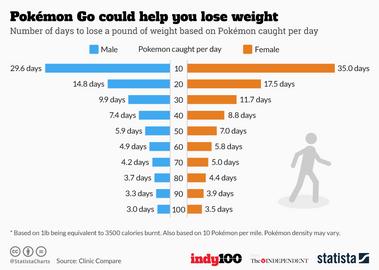 Pokémon Go could help you lose weight
Number of days to lose a pound of weight based on Pokémon caught per day
Male Pokemon caught per day Female
29.6 days 10 35.0 days
14.8 days 20 17.5 days
9.9 days 30 11.7 days
7.4 days 40 8.8 days
5.9 days 50 7.0 days
4.9 days 60 5.8 days
4.2 days 70 5.0 days
3.7 days 80 4.4 days
3.3 days 90 3.9 days
3.0 days 100 3.5 days
* Based on 1lb being equivalent to 3500 calories burnt. Also based on 10 Pokémon per mile. Pokémon density may vary.
@StatistaCharts Source: Clinic Compare
indy100 THE INDEPENDENT statista